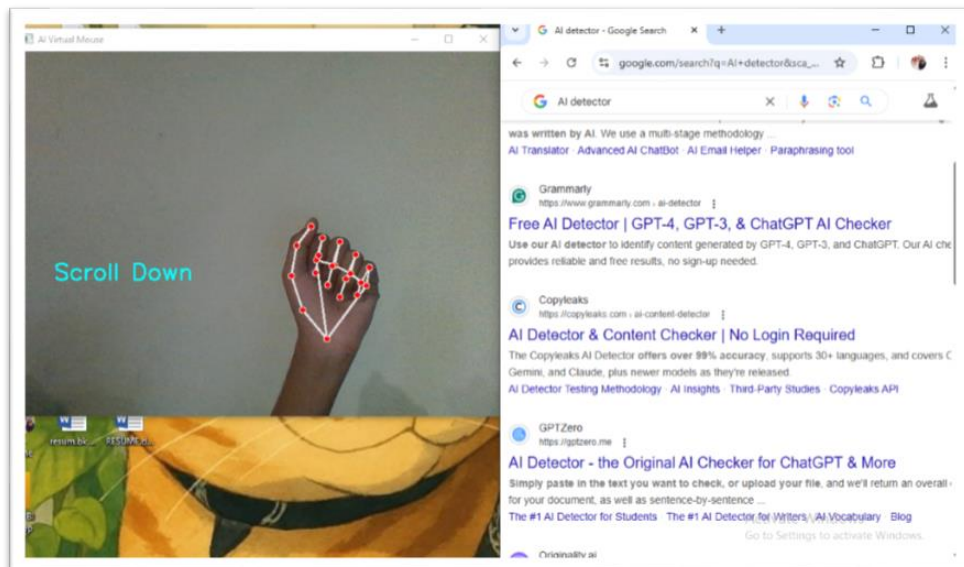 AI Virtual Mouse
Scroll Down
resum.bk...
AI detector - Google Search
google.com/search?q=AI+detector&sca_...
AI detector
was written by AI. We use a multi-stage methodology ...
AI Translator · Advanced AI ChatBot · AI Email Helper · Paraphrasing tool
Grammarly
https://www.grammarly.com › ai-detector
Free AI Detector | GPT-4, GPT-3, & ChatGPT AI Checker
Use our AI detector to identify content generated by GPT-4, GPT-3, and ChatGPT. Our AI che
provides reliable and free results, no sign-up needed.
Copyleaks
https://copyleaks.com › ai-content-detector
AI Detector & Content Checker | No Login Required
The Copyleaks AI Detector offers over 99% accuracy, supports 30+ languages, and covers C
Gemini, and Claude, plus newer models as they're released.
AI Detector Testing Methodology · AI Insights · Third-Party Studies · Copyleaks API
GPTZero
https://gptzero.me
AI Detector - the Original AI Checker for ChatGPT & More
Simply paste in the text you want to check, or upload your file, and we'll return an overall
for your document, as well as sentence-by-sentence ...
The #1 AI Detector for Students · The #1 AI Detector for Writers · AI Vocabulary · Blog
Activate Windows
Go to Settings to activate Windows.
Originality.ai